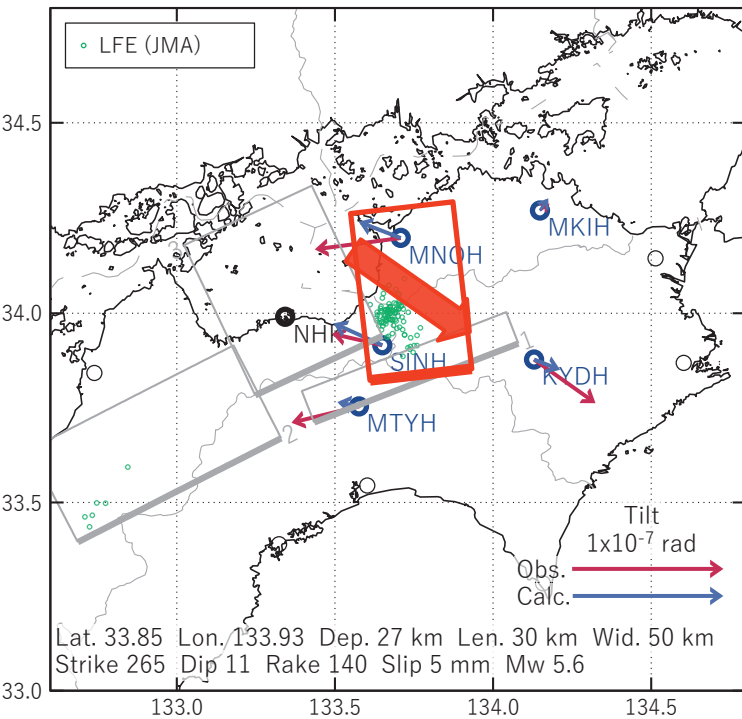 LFE (JMA)
34.5
34.0
33.5
33.0
MNOH
MKIH
NHI
SINH
KYDH
MTYH
3
1
2
Tilt
1x10⁻⁷ rad
Obs.
Calc.
Lat. 33.85 Lon. 133.93 Dep. 27 km Len. 30 km Wid. 50 km
Strike 265 Dip 11 Rake 140 Slip 5 mm Mw 5.6
133.0 133.5 134.0 134.5